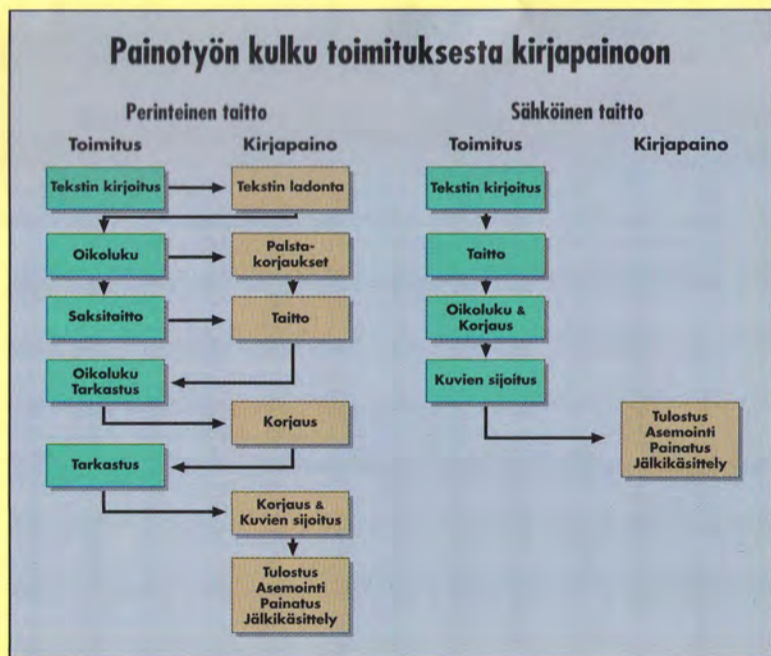 Painotyön kulku toimituksesta kirjapainoon
Perinteinen taitto
Toimitus
Kirjapaino
Tekstin kirjoitus
Tekstin ladonta
Oikoluku
Palsta-
korjaukset
Saksitaitto
Taitto
Oikoluku
Tarkastus
Korjaus
Tarkastus
Korjaus &
Kuvien sijoitus
Tulostus
Asemointi
Painatus
Jälkikäsittely
Sähköinen taitto
Toimitus
Kirjapaino
Tekstin kirjoitus
Taitto
Oikoluku &
Korjaus
Kuvien sijoitus
Tulostus
Asemointi
Painatus
Jälkikäsittely